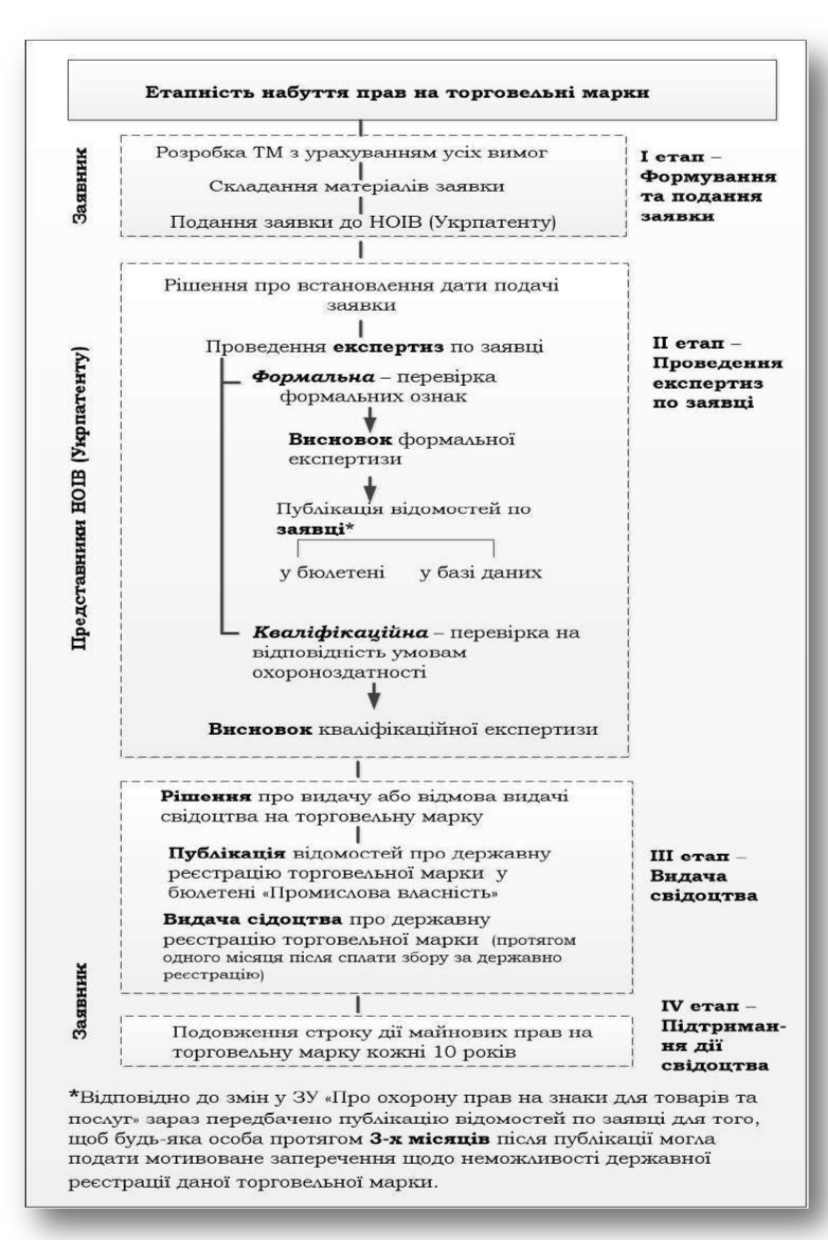 Етапність набуття прав на торговельні марки
Заявник
Розробка ТМ з урахуванням усіх вимог
Складання матеріалів заявки
Подання заявки до НОІВ (Укрпатенту)
І етап –
Формування
та подання
заявки
Представники НОІВ (Укрпатенту)
Рішення про встановлення дати подачі
заявки
Проведення експертиз по заявці
Формальна – перевірка
формальних ознак
Висновок формальної
експертизи
Публікація відомостей по
заявці*
у бюлетені у базі даних
Кваліфікаційна – перевірка на
відповідність умовам
охороноздатності
Висновок кваліфікаційної експертизи
ІІ етап –
Проведення
експертиз
по заявці
Рішення про видачу або відмова видачі
свідоцтва на торговельну марку
Публікація відомостей про державну
реєстрацію торговельної марки у
бюлетені «Промислова власність»
Видача сідоцтва про державну
реєстрацію торговельної марки (протягом
одного місяця після сплати збору за державно
реєстрацію)
ІІІ етап –
Видача
свідоцтва
Заявник
Подовження строку дії майнових прав на
торговельну марку кожні 10 років
IV етап –
Підтриман-
ня дії
свідоцтва
*Відповідно до змін у ЗУ «Про охорону прав на знаки для товарів та
послуг» зараз передбачено публікацію відомостей по заявці для того,
щоб будь-яка особа протягом 3-х місяців після публікації могла
подати мотивоване заперечення щодо неможливості державної
реєстрації даної торговельної марки.